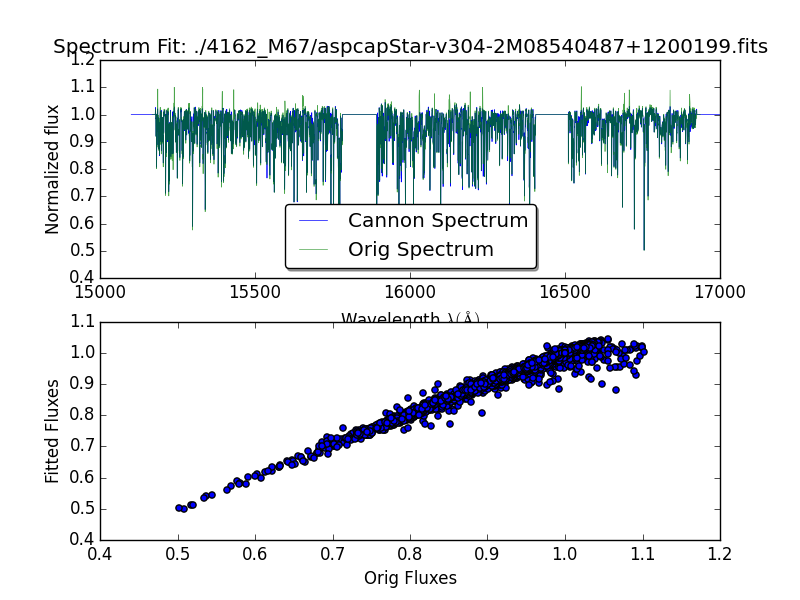 Spectrum Fit: ./4162_M67/aspcapStar-v304-2M08540487+1200199.fits
1.2
1.1
1.0
0.9
0.8
0.7
0.6
0.5
0.4
Normalized flux
Cannon Spectrum
Orig Spectrum
15000 15500 16000 16500 17000
Wavelength λ(Å)
1.1
1.0
0.9
0.8
0.7
0.6
0.5
0.4
Fitted Fluxes
0.4 0.5 0.6 0.7 0.8 0.9 1.0 1.1 1.2
Orig Fluxes